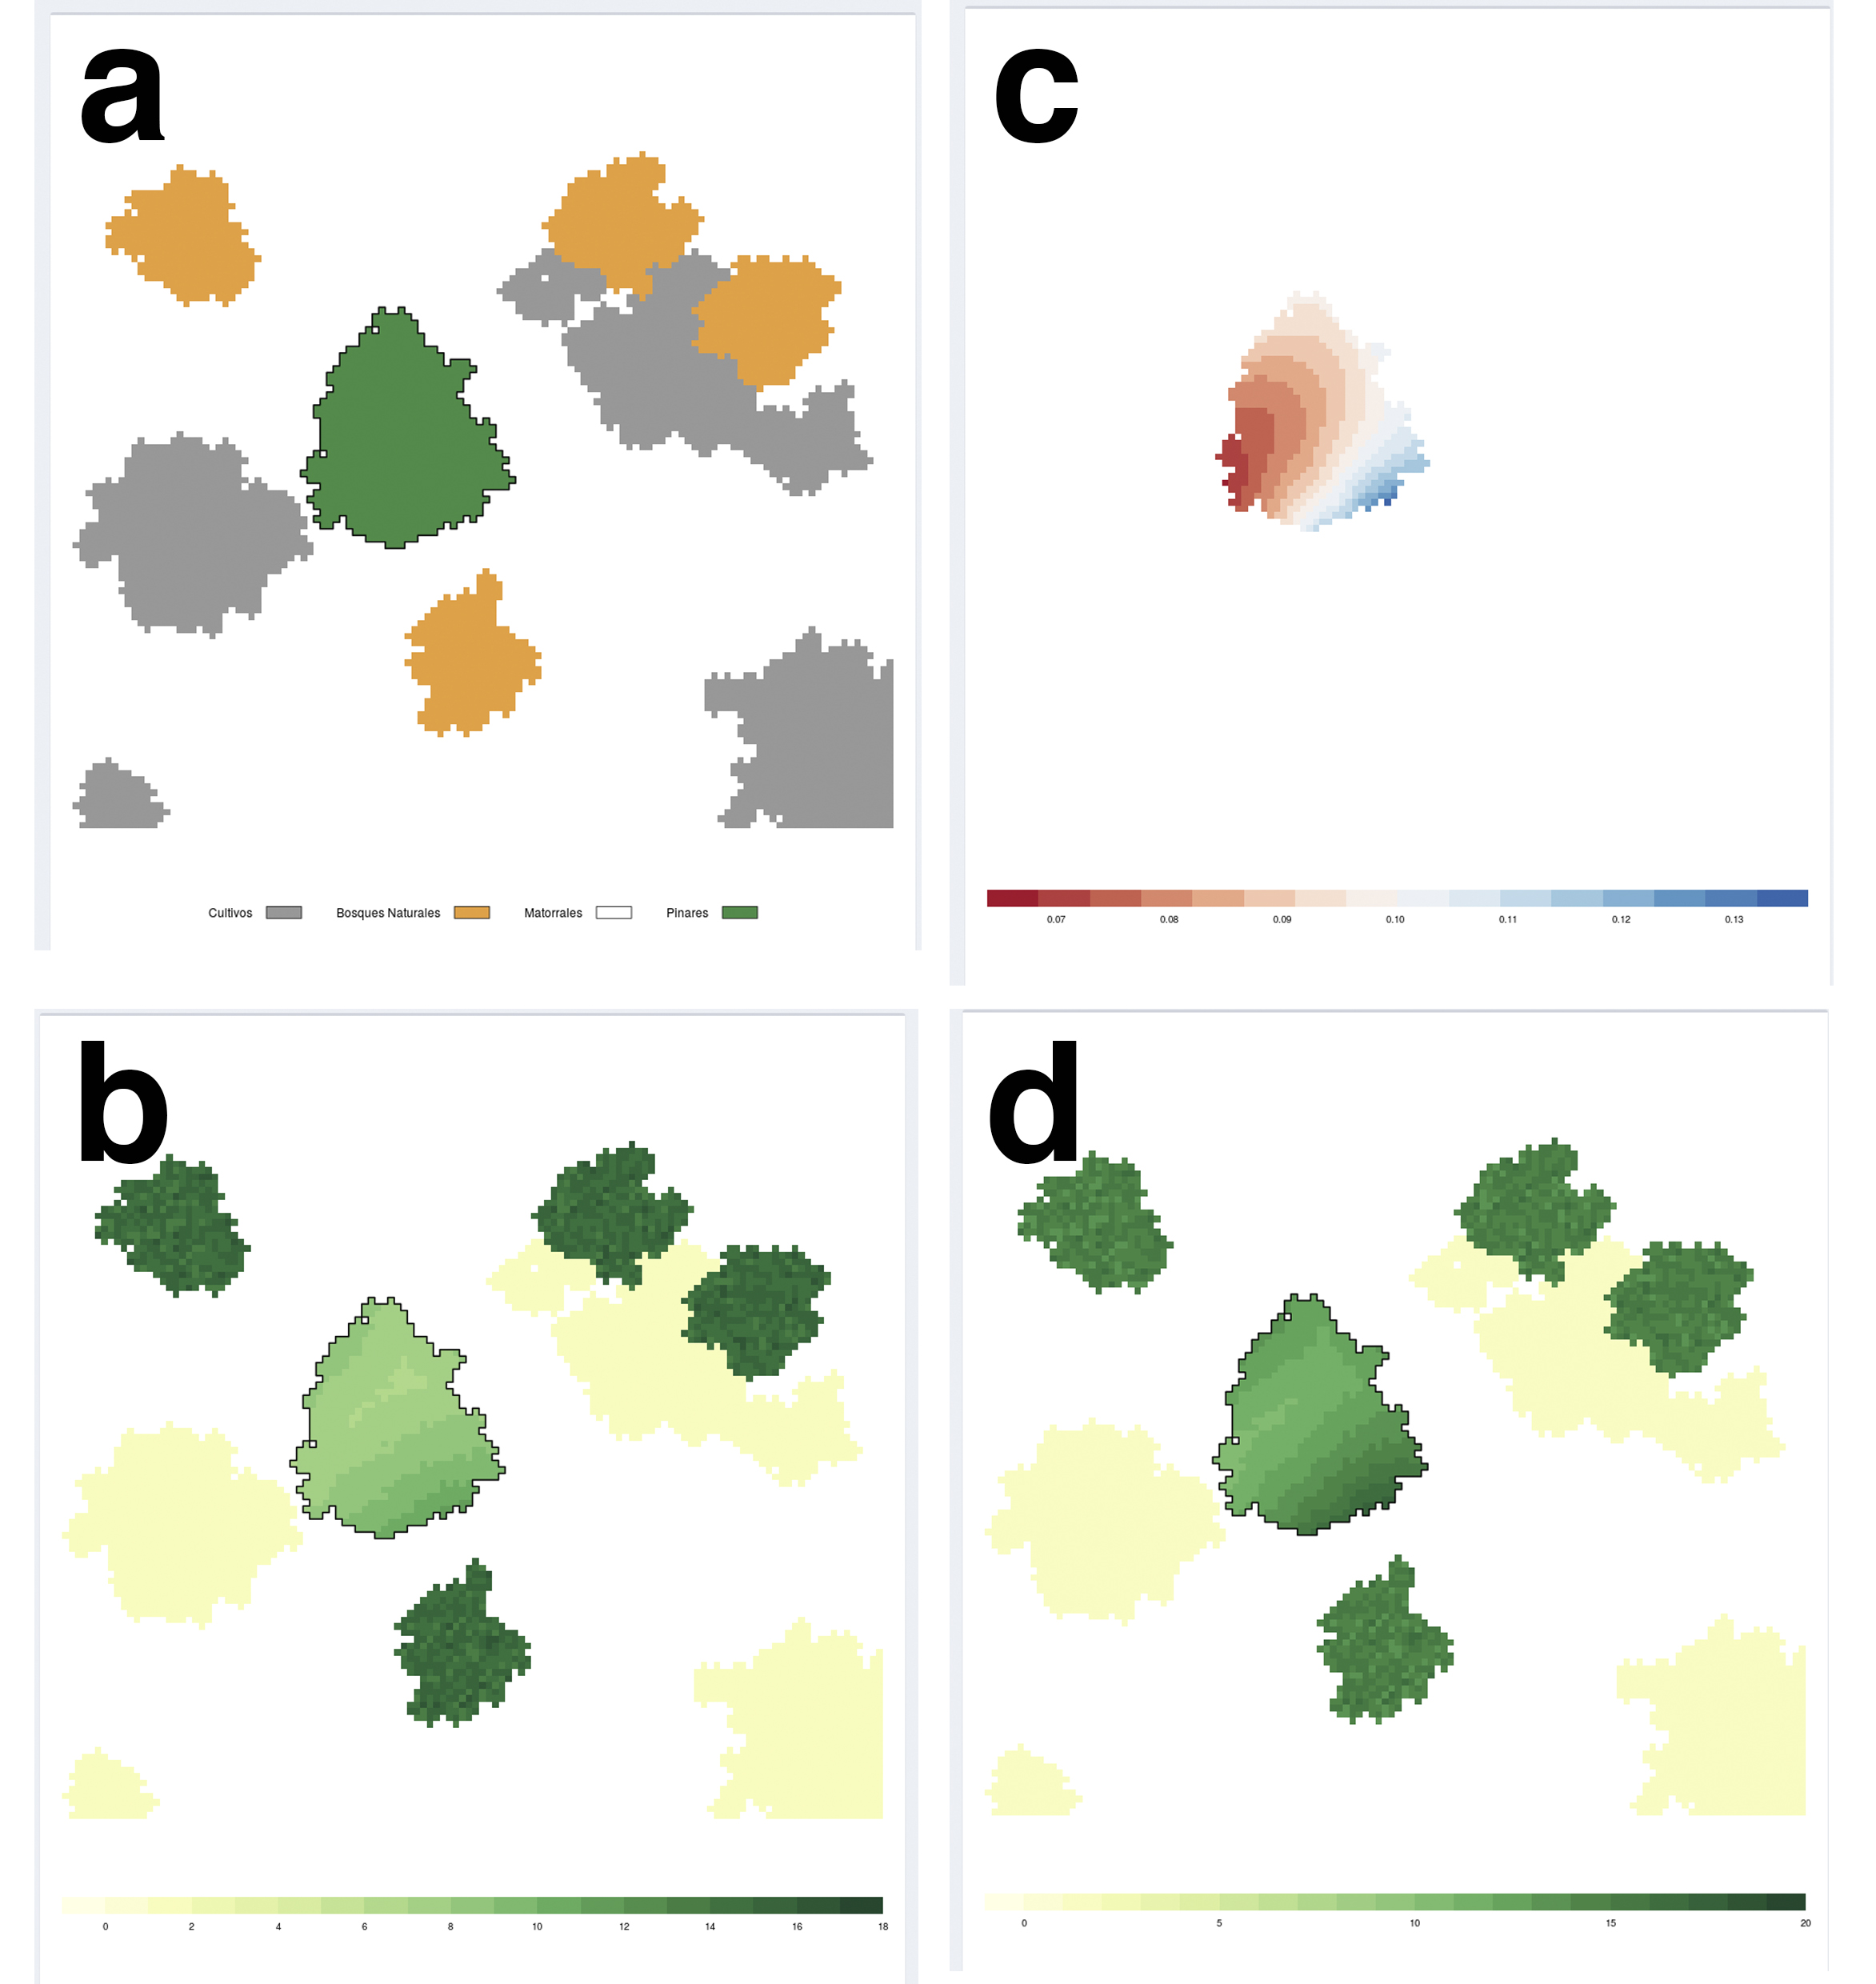 a
Cultivos Bosques Naturales Matorrales Pinares
c
0.07 0.08 0.09 0.10 0.11 0.12 0.13
b
0 2 4 6 8 10 12 14 16 18
d
0 5 10 15 20